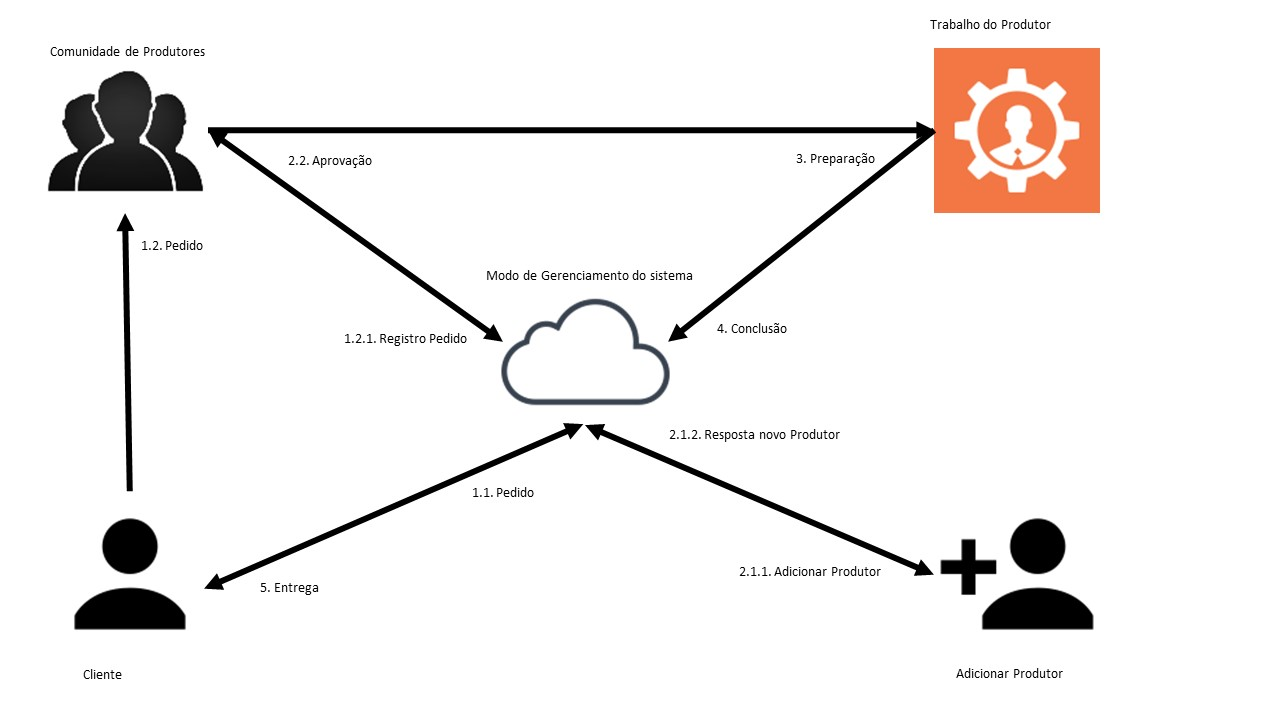 Trabalho do Produtor
Comunidade de Produtores
2.2. Aprovação
3. Preparação
1.2. Pedido
Modo de Gerenciamento do sistema
1.2.1. Registro Pedido
4. Conclusão
2.1.2. Resposta novo Produtor
1.1. Pedido
2.1.1. Adicionar Produtor
5. Entrega
Cliente
Adicionar Produtor